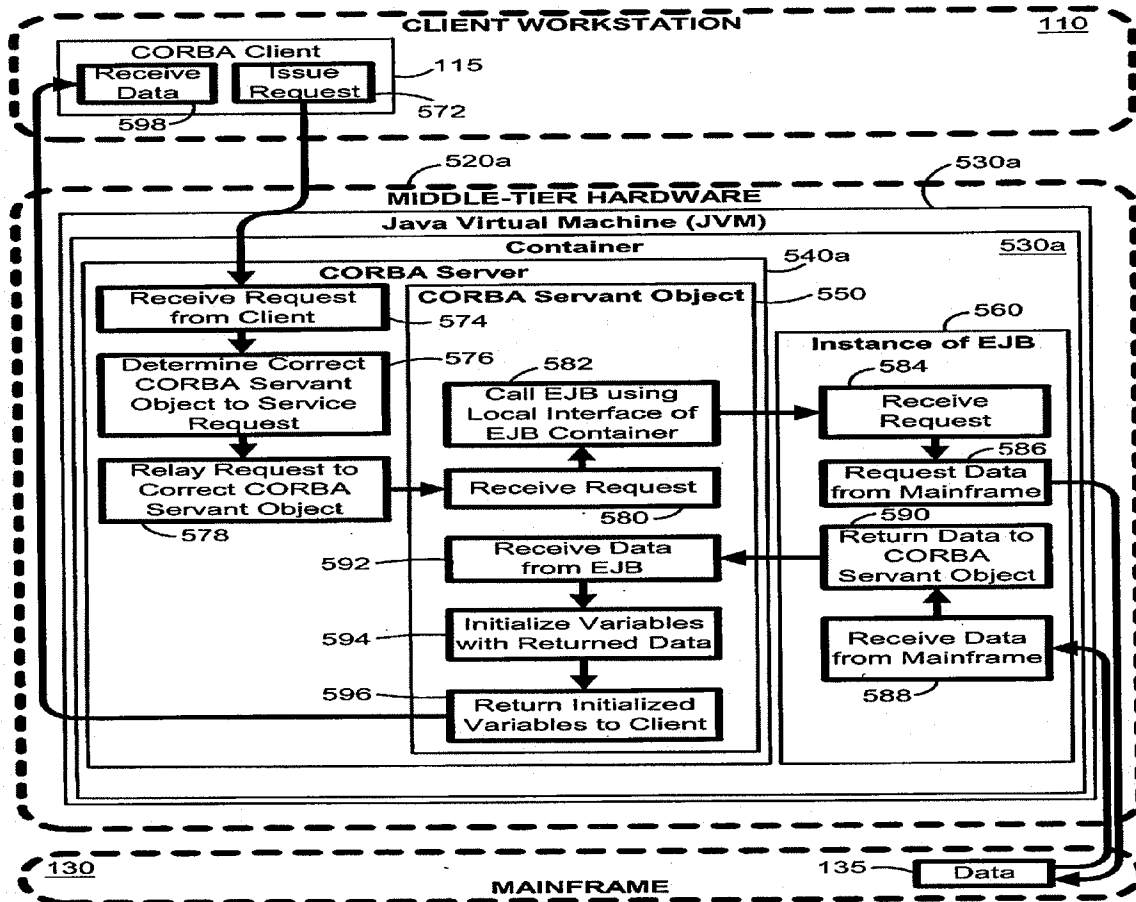 CLIENT WORKSTATION
110
CORBA Client
115
Receive
Data
598
Issue
Request
572
520a
530a
MIDDLE-TIER HARDWARE
Java Virtual Machine (JVM)
Container
530a
540a
CORBA Server
CORBA Servant Object
550
560
Receive Request
from Client
574
Instance of EJB
Determine Correct
CORBA Servant
Object to Service
Request
576
582
Call EJB using
Local Interface of
EJB Container
584
Receive
Request
Relay Request to
Correct CORBA
Servant Object
578
Receive Request
580
586
Request Data
from Mainframe
590
Return Data to
CORBA
Servant Object
592
Receive Data
from EJB
594
Initialize Variables
with Returned Data
Receive Data
from Mainframe
588
596
Return Initialized
Variables to Client
130
135
Data
MAINFRAME